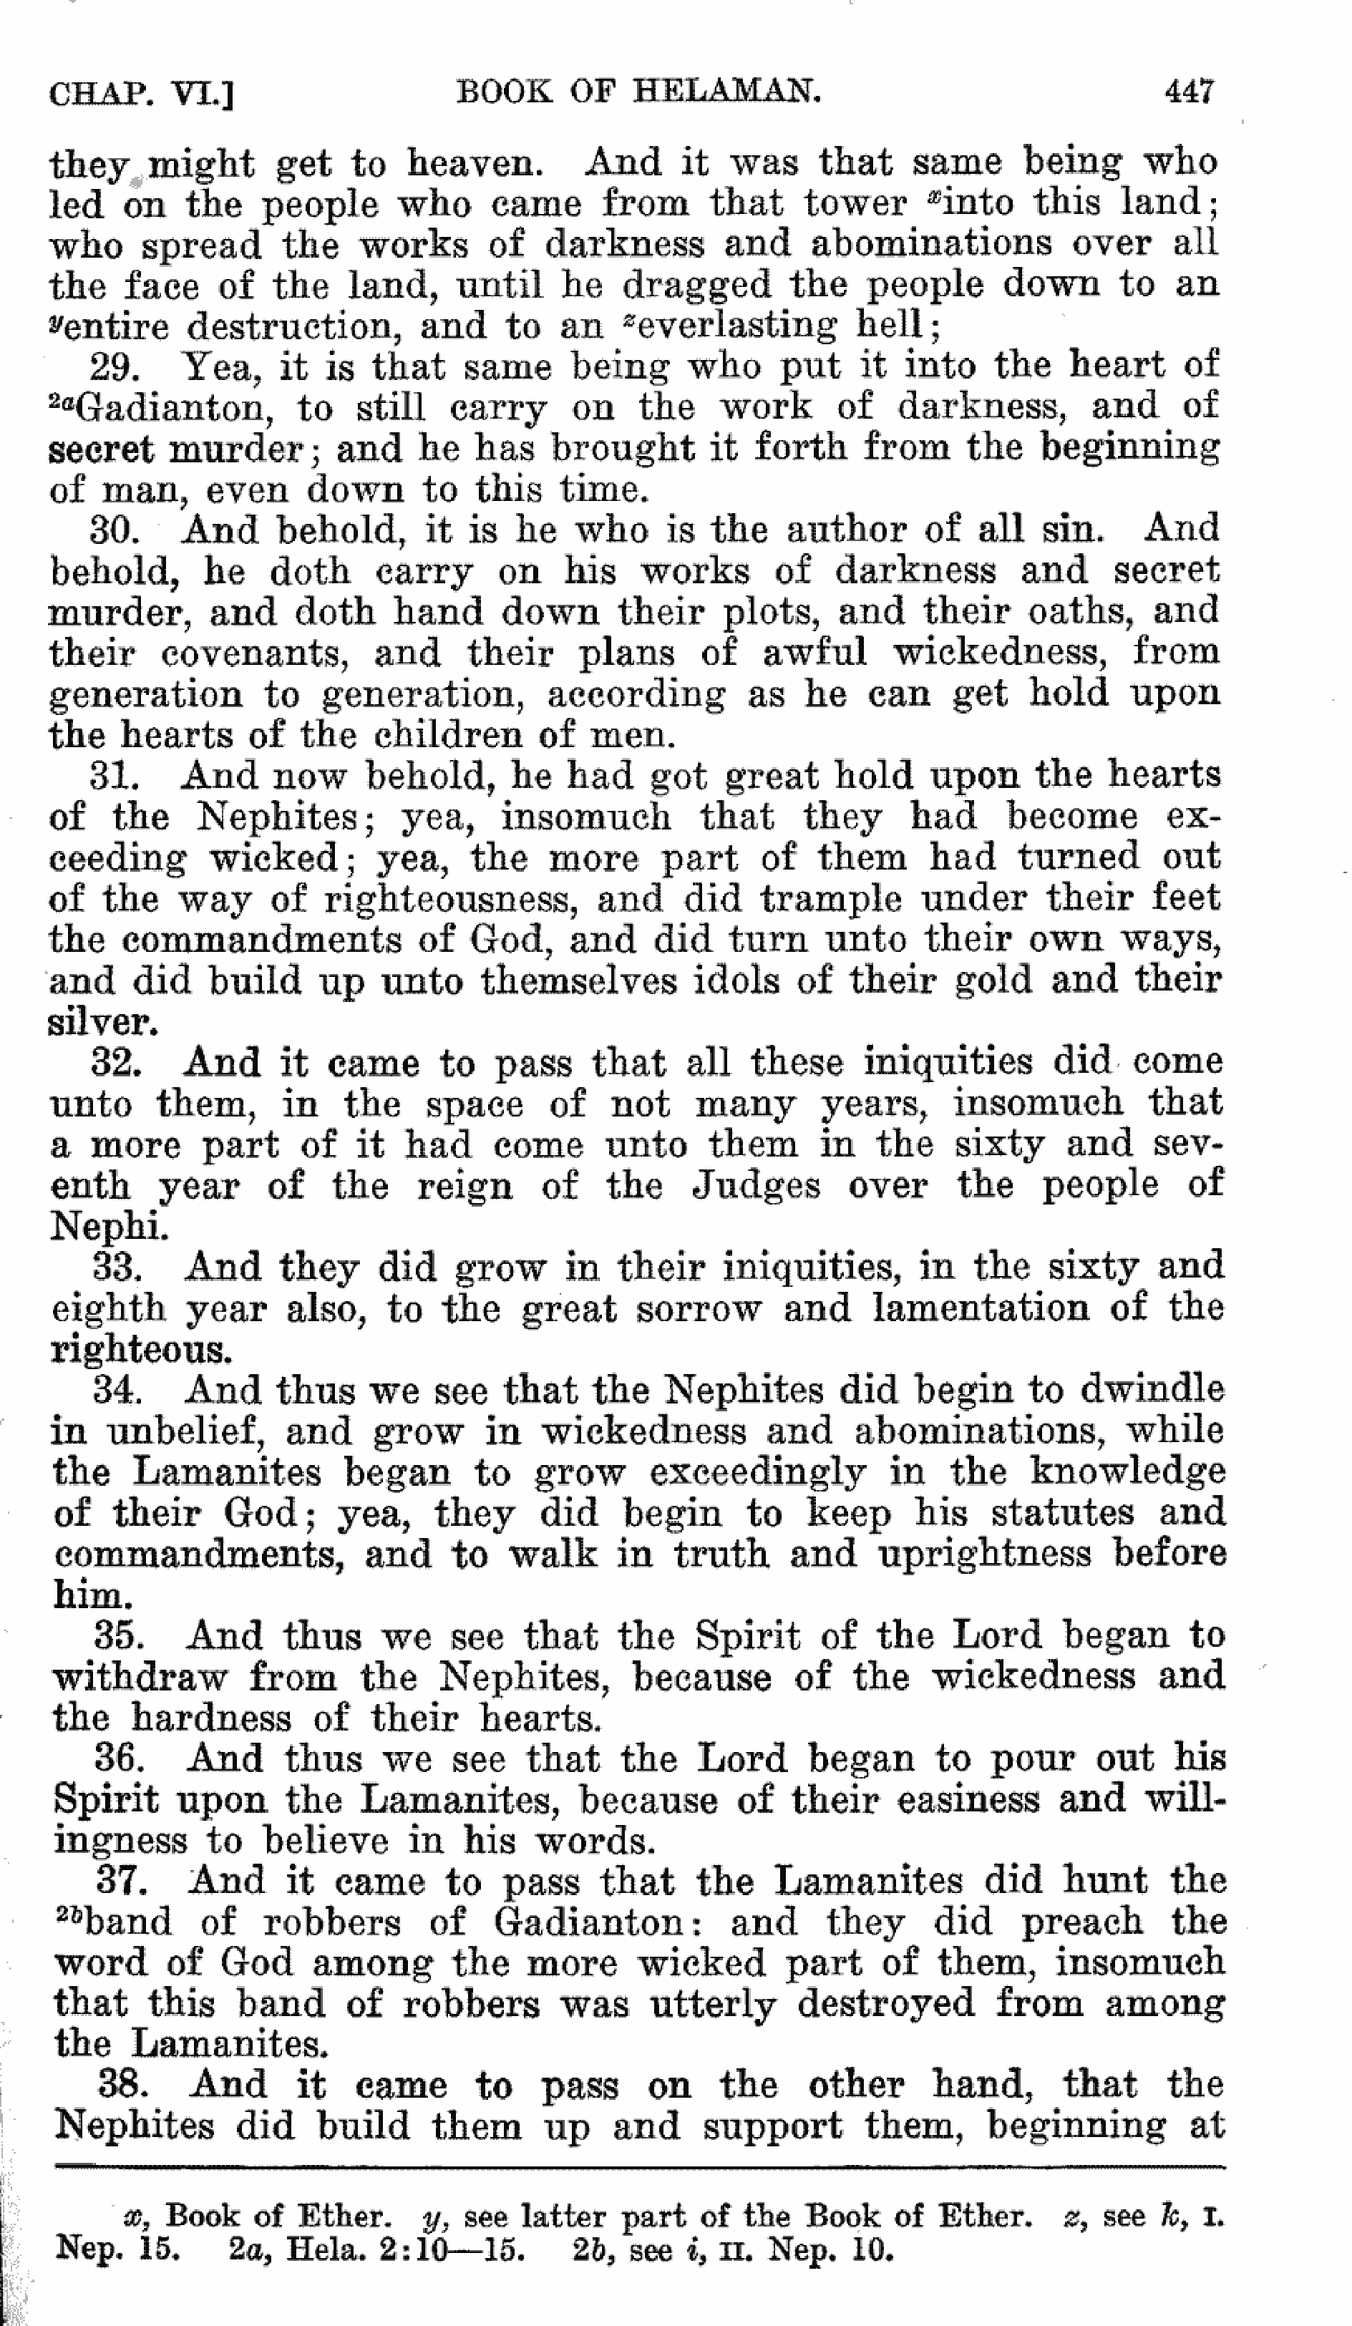 CHAP. VI.] BOOK OF HELAMAN. 447
they might get to heaven. And it was that same being who
led on the people who came from that tower ˣinto this land;
who spread the works of darkness and abominations over all
the face of the land, until he dragged the people down to an
ʸentire destruction, and to an ᶻeverlasting hell;
29. Yea, it is that same being who put it into the heart of
²ᵃGadianton, to still carry on the work of darkness, and of
secret murder; and he has brought it forth from the beginning
of man, even down to this time.
30. And behold, it is he who is the author of all sin. And
behold, he doth carry on his works of darkness and secret
murder, and doth hand down their plots, and their oaths, and
their covenants, and their plans of awful wickedness, from
generation to generation, according as he can get hold upon
the hearts of the children of men.
31. And now behold, he had got great hold upon the hearts
of the Nephites; yea, insomuch that they had become ex-
ceeding wicked; yea, the more part of them had turned out
of the way of righteousness, and did trample under their feet
the commandments of God, and did turn unto their own ways,
and did build up unto themselves idols of their gold and their
silver.
32. And it came to pass that all these iniquities did come
unto them, in the space of not many years, insomuch that
a more part of it had come unto them in the sixty and sev-
enth year of the reign of the Judges over the people of
Nephi.
33. And they did grow in their iniquities, in the sixty and
eighth year also, to the great sorrow and lamentation of the
righteous.
34. And thus we see that the Nephites did begin to dwindle
in unbelief, and grow in wickedness and abominations, while
the Lamanites began to grow exceedingly in the knowledge
of their God; yea, they did begin to keep his statutes and
commandments, and to walk in truth and uprightness before
him.
35. And thus we see that the Spirit of the Lord began to
withdraw from the Nephites, because of the wickedness and
the hardness of their hearts.
36. And thus we see that the Lord began to pour out his
Spirit upon the Lamanites, because of their easiness and will-
ingness to believe in his words.
37. And it came to pass that the Lamanites did hunt the
²ᵇband of robbers of Gadianton: and they did preach the
word of God among the more wicked part of them, insomuch
that this band of robbers was utterly destroyed from among
the Lamanites.
38. And it came to pass on the other hand, that the
Nephites did build them up and support them, beginning at
x, Book of Ether. y, see latter part of the Book of Ether. z, see k, I.
Nep. 15. 2a, Hela. 2:10—15. 2b, see i, II. Nep. 10.